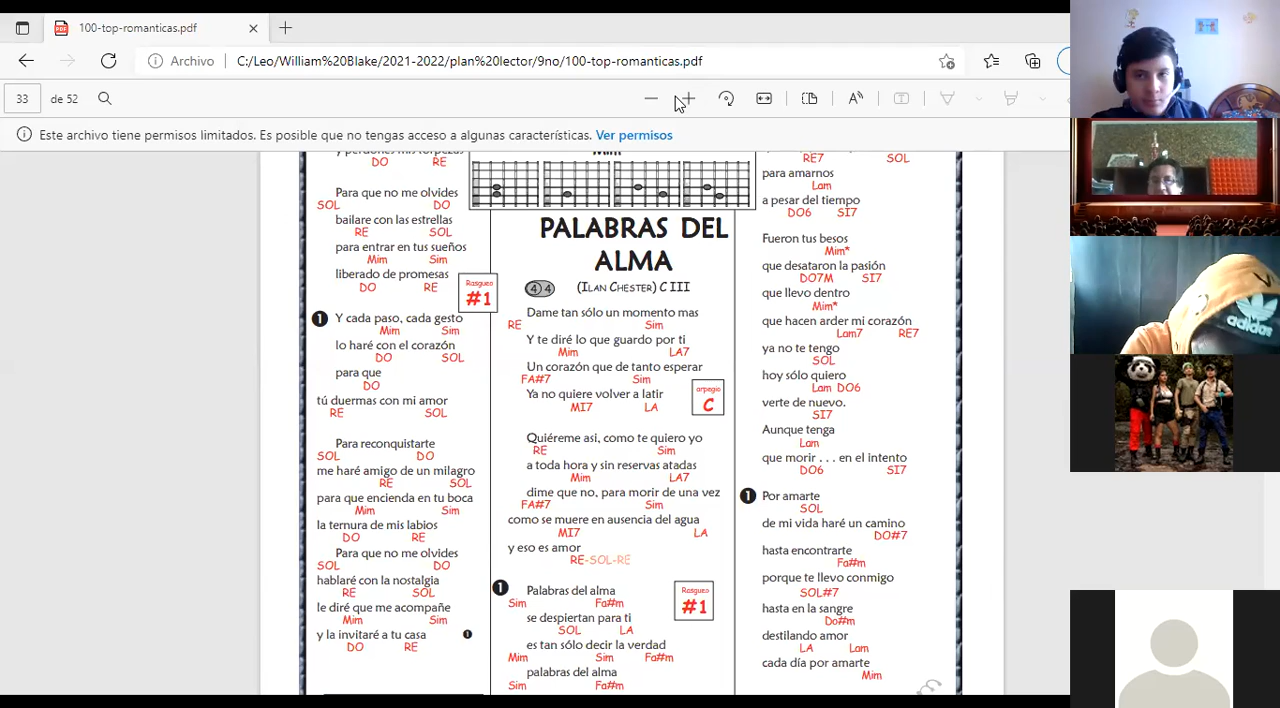 100-top-romanticas.pdf
Archivo
C:/Leo/William%20Blake/2021-2022/plan%20lector/9no/100-top-romanticas.pdf
33 de 52
Este archivo tiene permisos limitados. Es posible que no tengas acceso a algunas características. Ver permisos
y perdones mis torpezas
DO RE
Para que no me olvides
SOL DO
bailare con las estrellas
RE SOL
para entrar en tus sueños
Mim Sim
liberado de promesas
DO RE
Rasgueo
#1
1 Y cada paso, cada gesto
Mim Sim
lo haré con el corazón
DO SOL
para que
DO
tú duermas con mi amor
RE SOL
Para reconquistarte
SOL DO
me haré amigo de un milagro
RE SOL
para que encienda en tu boca
Mim Sim
la ternura de mis labios
DO RE
Para que no me olvides
SOL DO
hablaré con la nostalgia
RE SOL
le diré que me acompañe
Mim Sim
y la invitaré a tu casa 1
DO RE
Mim
PALABRAS DEL
ALMA
4 4 (ILAN CHESTER) C III
Dame tan sólo un momento mas
RE Sim
Y te diré lo que guardo por ti
Mim LA7
Un corazón que de tanto esperar
FA#7 Sim
Ya no quiere volver a latir
MI7 LA
arpegio
C
Quiéreme asi, como te quiero yo
RE Sim
a toda hora y sin reservas atadas
Mim LA7
dime que no, para morir de una vez
FA#7 Sim
como se muere en ausencia del agua
MI7 LA
y eso es amor
RE-SOL-RE
1 Palabras del alma
Sim Fa#m
Rasgueo
#1
se despiertan para ti
SOL LA
es tan sólo decir la verdad
Mim Sim Fa#m
palabras del alma
Sim Fa#m
RE7 SOL
para amarnos
Lam
a pesar del tiempo
DO6 SI7
Fueron tus besos
Mim*
que desataron la pasión
DO7M SI7
que llevo dentro
Mim*
que hacen arder mi corazón
Lam7 RE7
ya no te tengo
SOL
hoy sólo quiero
Lam DO6
verte de nuevo.
SI7
Aunque tenga
Lam
que morir . . . en el intento
DO6 SI7
1 Por amarte
SOL
de mi vida haré un camino
DO#7
hasta encontrarte
Fa#m
porque te llevo conmigo
SOL#7
hasta en la sangre
Do#m
destilando amor
LA Lam
cada día por amarte
Mim
adidas